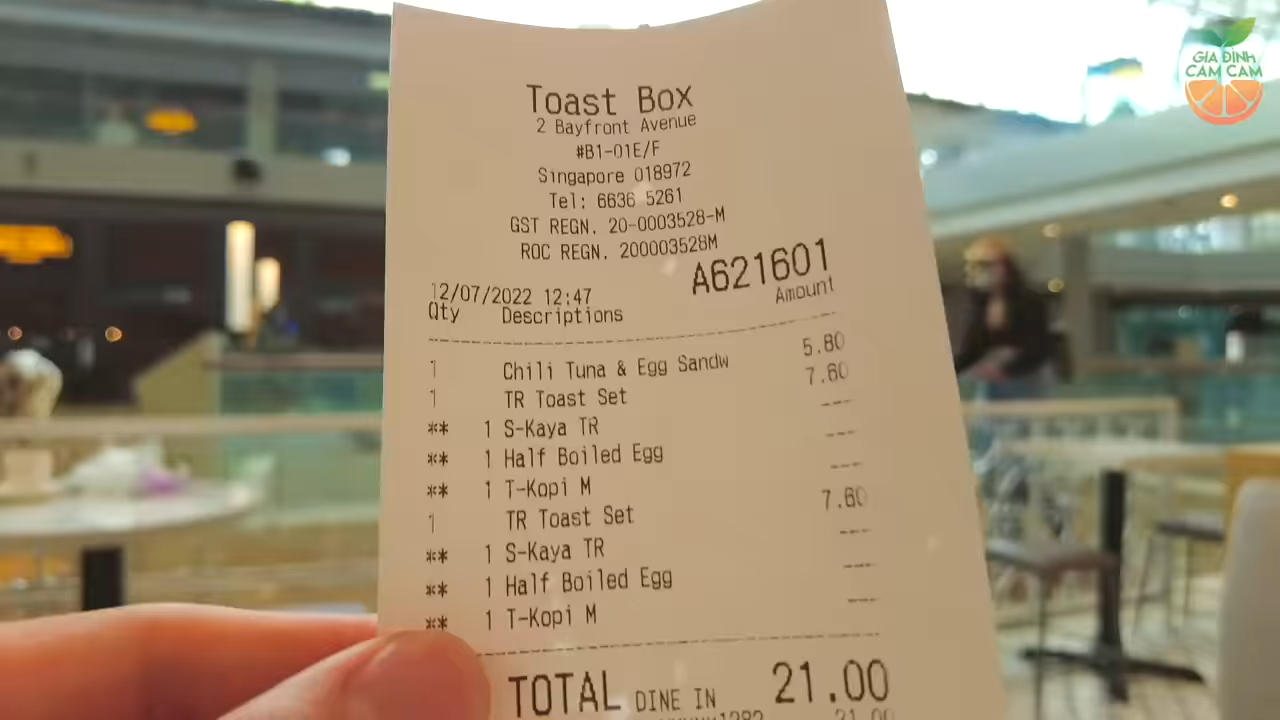 GIA ĐÌNH
CAM CAM
Toast Box
2 Bayfront Avenue
#B1-01E/F
Singapore 018972
Tel: 6636 5261
GST REGN. 20-0003528-M
ROC REGN. 200003528M
A621601
12/07/2022 12:47
Qty Descriptions Amount
1 Chili Tuna & Egg Sandw 5.80
1 TR Toast Set 7.60
** 1 S-Kaya TR ---
** 1 Half Boiled Egg ---
** 1 T-Kopi M ---
1 TR Toast Set 7.60
** 1 S-Kaya TR ---
** 1 Half Boiled Egg ---
** 1 T-Kopi M ---
TOTAL DINE IN 21.00
21.00